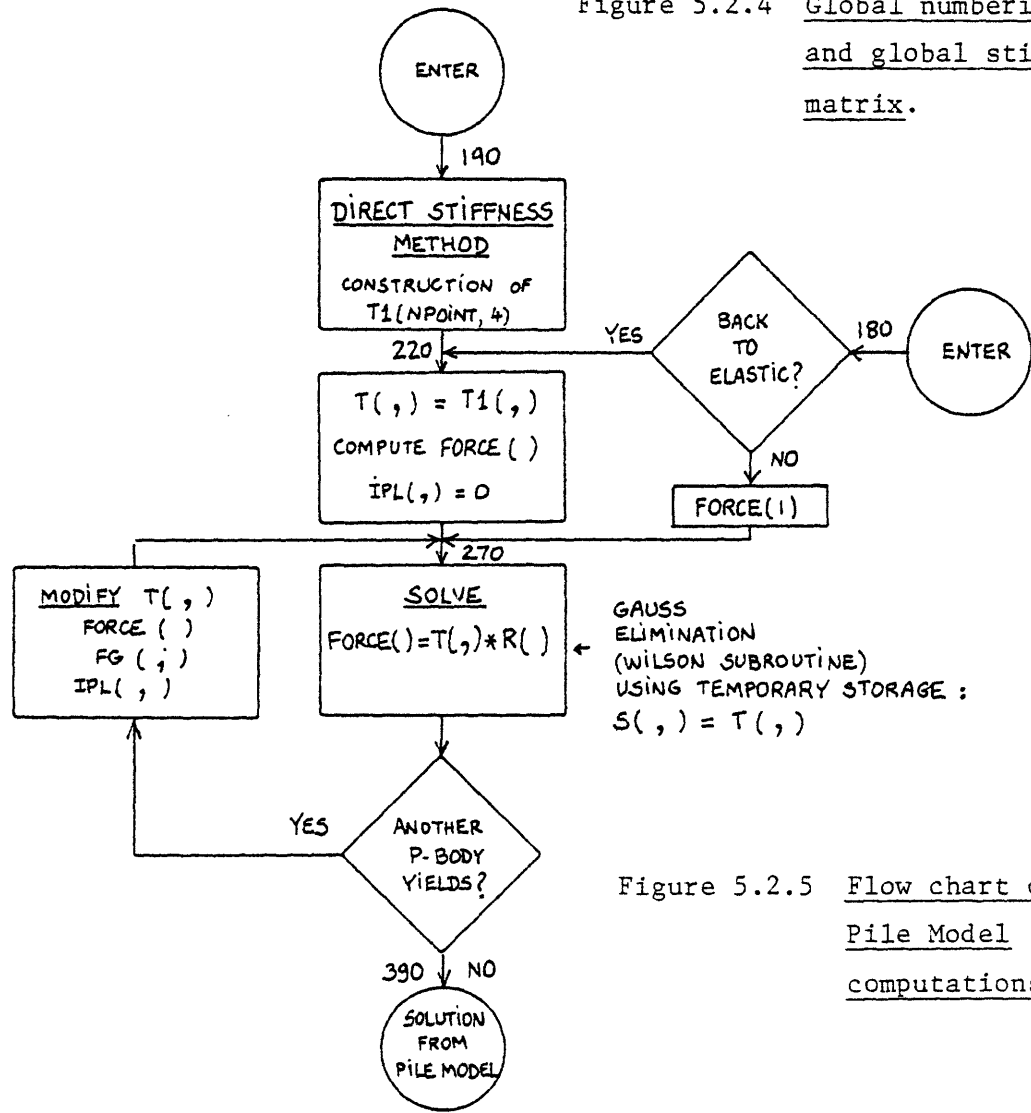 Figure 5.2.4 Global numberi
and global sti
matrix.
ENTER
190
DIRECT STIFFNESS
METHOD
CONSTRUCTION OF
T1(NPOINT, 4)
220
YES
BACK
TO
ELASTIC?
180
ENTER
T( , ) = T1( , )
COMPUTE FORCE( )
IPL( , ) = 0
NO
FORCE(1)
270
MODIFY T( , )
FORCE ( )
FG ( , )
IPL( , )
SOLVE
FORCE()=T(,)*R( )
←
GAUSS
ELIMINATION
(WILSON SUBROUTINE)
USING TEMPORARY STORAGE :
S( , ) = T( , )
YES
ANOTHER
P-BODY
YIELDS?
Figure 5.2.5 Flow chart
Pile Model
computations
390 NO
SOLUTION
FROM
PILE MODEL